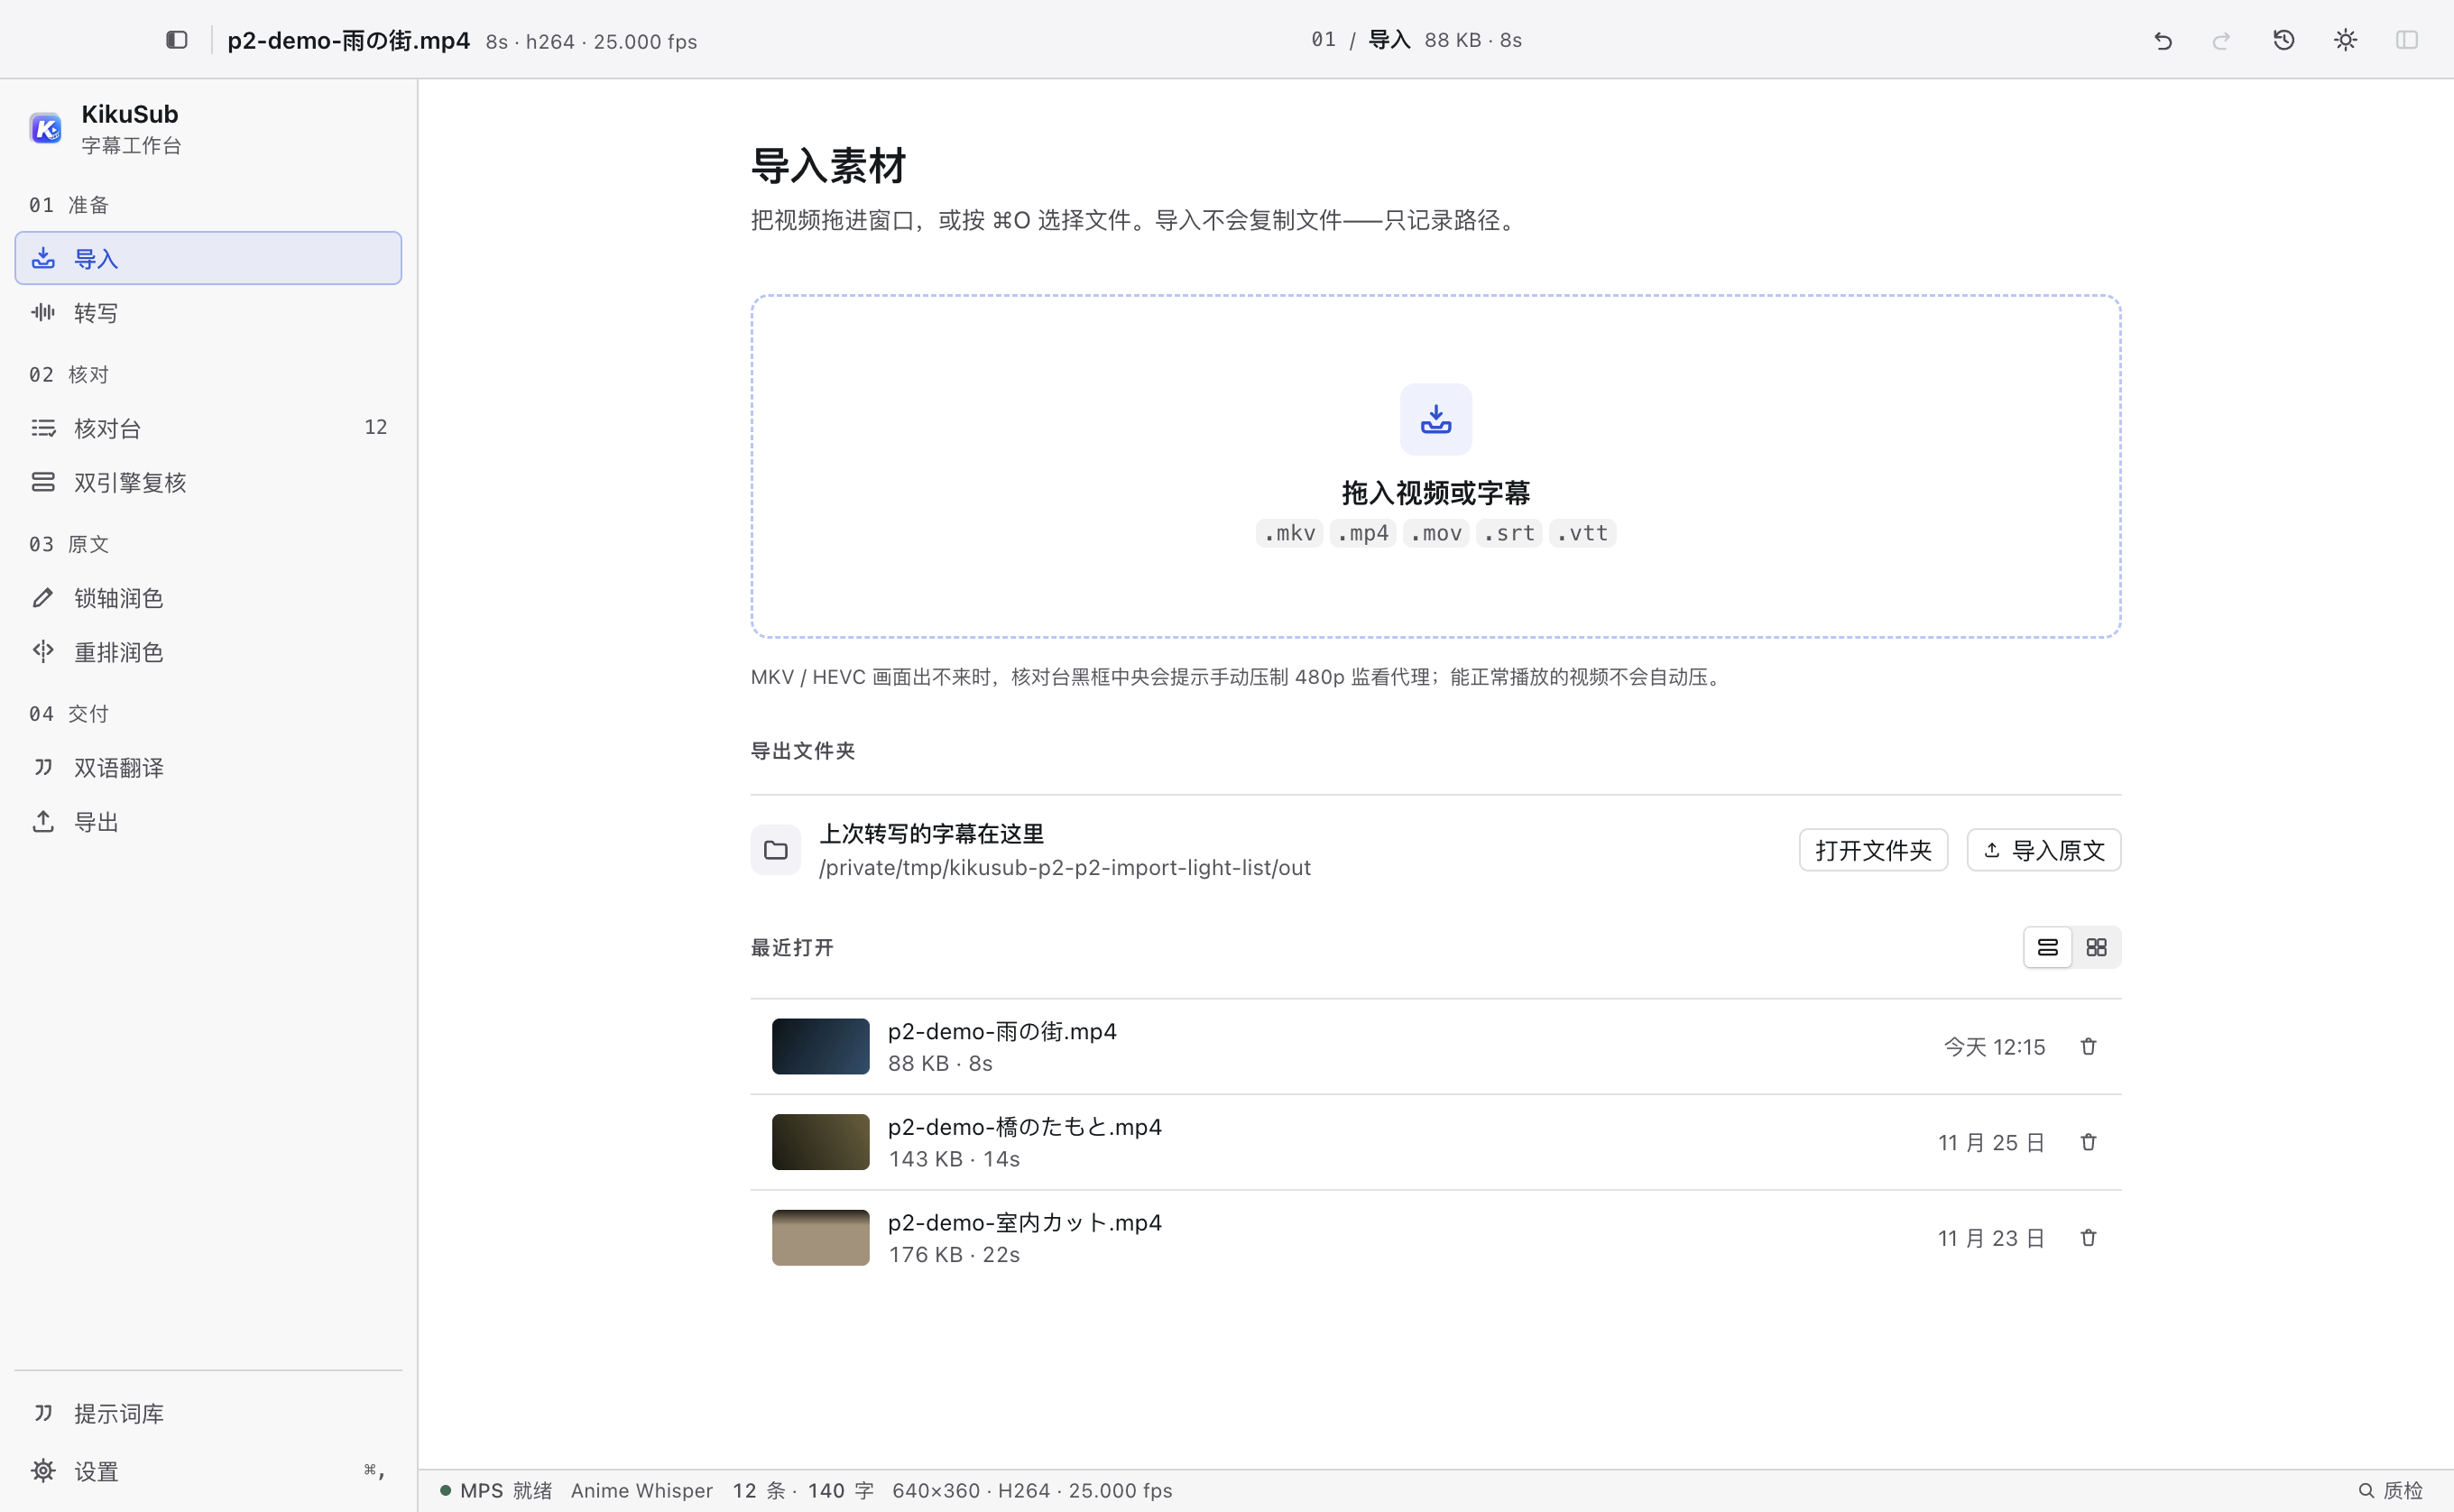 p2-demo-雨の街.mp4 8s · h264 · 25.000 fps
01 / 导入 88 KB · 8s
KikuSub
字幕工作台
01 准备
导入
转写
02 核对
核对台 12
双引擎复核
03 原文
锁轴润色
重排润色
04 交付
双语翻译
导出
提示词库
设置 ⌘,
导入素材
把视频拖进窗口，或按 ⌘O 选择文件。导入不会复制文件——只记录路径。
拖入视频或字幕
.mkv .mp4 .mov .srt .vtt
MKV / HEVC 画面出不来时，核对台黑框中央会提示手动压制 480p 监看代理；能正常播放的视频不会自动压。
导出文件夹
上次转写的字幕在这里
/private/tmp/kikusub-p2-p2-import-light-list/out
打开文件夹 导入原文
最近打开
p2-demo-雨の街.mp4
88 KB · 8s
今天 12:15
p2-demo-橋のたもと.mp4
143 KB · 14s
11 月 25 日
p2-demo-室内カット.mp4
176 KB · 22s
11 月 23 日
MPS 就绪 Anime Whisper 12 条 · 140 字 640×360 · H264 · 25.000 fps
质检